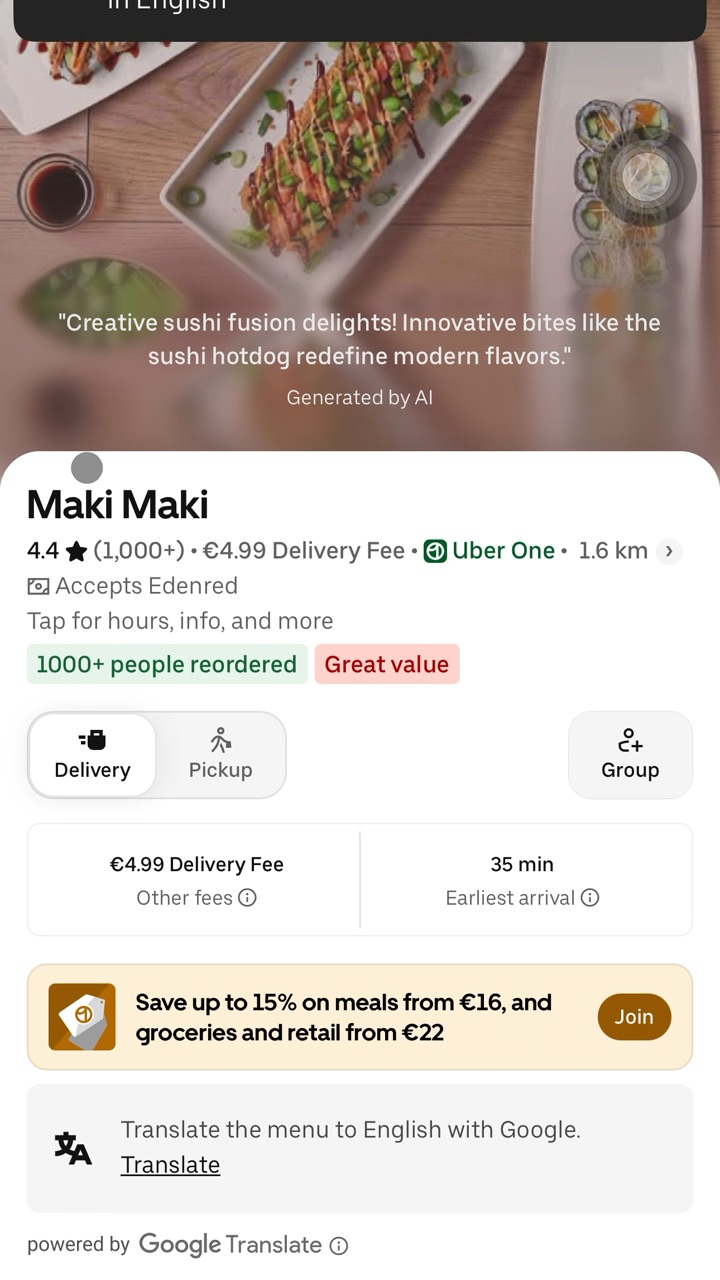 in English
"Creative sushi fusion delights! Innovative bites like the
sushi hotdog redefine modern flavors."
Generated by AI
Maki Maki
4.4 ★ (1,000+) • €4.99 Delivery Fee • Uber One • 1.6 km ›
Accepts Edenred
Tap for hours, info, and more
1000+ people reordered Great value
Delivery Pickup Group
€4.99 Delivery Fee 35 min
Other fees Earliest arrival
Save up to 15% on meals from €16, and
groceries and retail from €22
Join
Translate the menu to English with Google.
Translate
powered by Google Translate